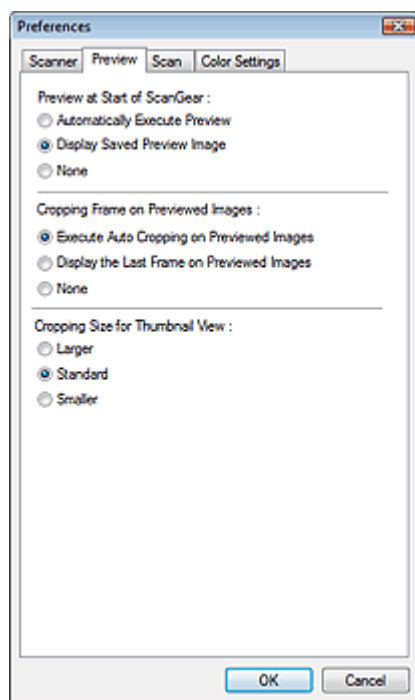 Preferences
Scanner Preview Scan Color Settings
Preview at Start of ScanGear :
Automatically Execute Preview
Display Saved Preview Image
None
Cropping Frame on Previewed Images :
Execute Auto Cropping on Previewed Images
Display the Last Frame on Previewed Images
None
Cropping Size for Thumbnail View :
Larger
Standard
Smaller
OK Cancel